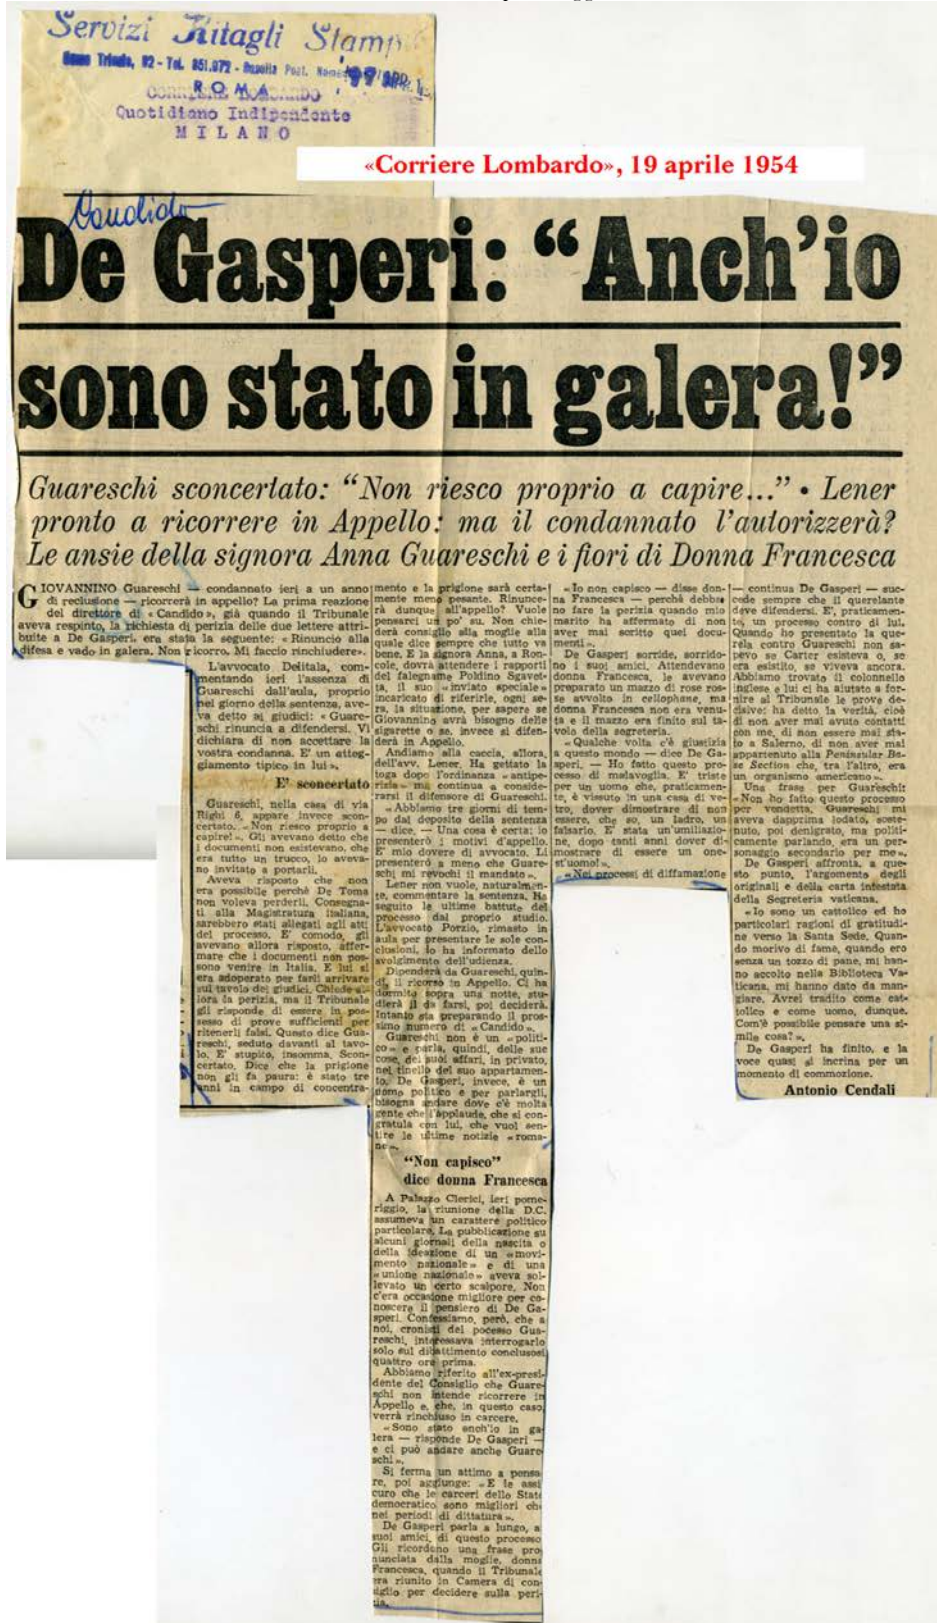 Servizi Ritagli Stampa
Tel. 851.872
ROMA
CORRIERE LOMBARDO
Quotidiano Indipendente
MILANO
«Corriere Lombardo», 19 aprile 1954
Candido
De Gasperi: “Anch'io
sono stato in galera!”
Guareschi sconcertato: “Non riesco proprio a capire...” • Lener
pronto a ricorrere in Appello: ma il condannato l'autorizzerà?
Le ansie della signora Anna Guareschi e i fiori di Donna Francesca
GIOVANNINO Guareschi — condannato ieri a un anno
di reclusione — ricorrerà in appello? La prima reazione
del direttore di «Candido», già quando il Tribunale
aveva respinto, la richiesta di perizia delle due lettere attri-
buite a De Gasperi, era stata la seguente: «Rinuncio alla
difesa e vado in galera. Non ricorro. Mi faccio rinchiudere».
L'avvocato Delitala, com-
mentando ieri l'assenza di
Guareschi dall'aula, proprio
nel giorno della sentenza, ave-
va detto ai giudici: «Guare-
schi rinuncia a difendersi. Vi
dichiara di non accettare la
vostra condanna. E' un atteg-
giamento tipico in lui».
E' sconcertato
Guareschi, nella casa di via
Righi 6, appare invece scon-
certato. «Non riesco proprio a
capire!». Gli avevano detto che
i documenti non esistevano, che
era tutto un trucco, lo aveva-
no invitato a portarli.
Aveva risposto che non
era possibile perchè De Toma
non voleva perderli. Consegna-
ti alla Magistratura italiana,
sarebbero stati allegati agli atti
del processo. E' comodo, gli
avevano allora risposto, affer-
mare che i documenti non pos-
sono venire in Italia. E lui si
era adoperato per farli arrivare
sul tavolo dei giudici. Chiede al-
lora la perizia, ma il Tribunale
gli risponde di essere in pos-
sesso di prove sufficienti per
ritenerli falsi. Questo dice Gua-
reschi, seduto davanti al tavo-
lo. E' stupito, insomma. Scon-
certato. Dice che la prigione
non gli fa paura: è stato tre
anni in campo di concentra-
mento e la prigione sarà certa-
mente meno pesante. Rinunce-
rà dunque all'appello? Vuole
pensarci un po' su. Non chie-
derà consiglio alla moglie alla
quale dice sempre che tutto va
bene. E la signora Anna, a Ron-
cole, dovrà attendere i rapporti
del falegname Poldino Sgavet-
ta, il suo «inviato speciale»
incaricato di riferirle, ogni se-
ra, la situazione, per sapere se
Giovannino avrà bisogno delle
sigarette o se, invece si difen-
derà in Appello.
Andiamo alla caccia, allora,
dell'avv. Lener. Ha gettato la
toga dopo l'ordinanza «antipe-
rizia» ma continua a conside-
rarsi il difensore di Guareschi.
«Abbiamo tre giorni di tem-
po dal deposito della sentenza
— dice. — Una cosa è certa: io
presenterò i motivi d'appello.
E' mio dovere di avvocato. Li
presenterò a meno che Guare-
schi mi revochi il mandato».
Lener non vuole, naturalmen-
te, commentare la sentenza. Ha
seguito le ultime battute del
processo dal proprio studio.
L'avvocato Porzio, rimasto in
aula per presentare le sole con-
clusioni, lo ha informato dello
svolgimento dell'udienza.
Dipenderà da Guareschi, quin-
di, il ricorso in Appello. Ci ha
dormito sopra una notte, stu-
dierà il da farsi, poi deciderà.
Intanto sta preparando il pros-
simo numero di «Candido».
Guareschi non è un «politi-
co» e parla, quindi, delle sue
cose, dei suoi affari, in privato,
nel tinello del suo appartamen-
to. De Gasperi, invece, è un
uomo politico e per parlargli,
bisogna andare dove c'è molta
gente che l'applaude, che si con-
gratula con lui, che vuol sen-
tire le ultime notizie «roma-
ne».
“Non capisco”
dice donna Francesca
A Palazzo Clerici, ieri pome-
riggio, la riunione della D.C.
assumeva un carattere politico
particolare. La pubblicazione su
alcuni giornali della nascita o
della ideazione di un «movi-
mento nazionale» e di una
«unione nazionale» aveva sol-
levato un certo scalpore. Non
c'era occasione migliore per co-
noscere il pensiero di De Ga-
speri. Confessiamo, però, che a
noi, cronisti del pocesso Gua-
reschi, interessava interrogarlo
solo sul dibattimento conclusosi
quattro ore prima.
Abbiamo riferito all'ex-presi-
dente del Consiglio che Guare-
schi non intende ricorrere in
Appello e, che, in questo caso,
verrà rinchiuso in carcere.
«Sono stato anch'io in ga-
lera — risponde De Gasperi —
e ci può andare anche Guare-
schi».
Si ferma un attimo a pensa-
re, poi aggiunge: «E le assi
curo che le carceri dello Stato
democratico sono migliori che
nei periodi di dittatura».
De Gasperi parla a lungo, a
suoi amici, di questo processo
Gli ricordano una frase pro
nunciata dalla moglie, donna
Francesca, quando il Tribunale
era riunito in Camera di con-
siglio per decidere sulla peri-
zia.
«Io non capisco — disse don-
na Francesca — perchè debba-
no fare la perizia quando mio
marito ha affermato di non
aver mai scritto quei docu-
menti».
De Gasperi sorride, sorrido-
no i suoi amici. Attendevano
donna Francesca, le avevano
preparato un mazzo di rose ros-
se avvolto in cellophane, ma
donna Francesca non era venu-
ta e il mazzo era finito sul ta-
volo della segreteria.
«Qualche volta c'è giustizia
a questo mondo — dice De Ga-
speri. — Ho fatto questo pro-
cesso di malavoglia. E' triste
per un uomo che, praticamen-
te, è vissuto in una casa di ve-
tro, dover dimostrare di non
essere, che so, un ladro, un
falsario. E' stata un'umiliazio-
ne, dopo tanti anni dover di-
mostrare di essere un one-
st'uomo!».
«Nei processi di diffamazione
— continua De Gasperi — suc-
cede sempre che il querelante
deve difendersi. E', praticamen-
te, un processo contro di lui.
Quando ho presentato la que-
rela contro Guareschi non sa-
pevo se Carter esisteva o, se
era esistito, se viveva ancora.
Abbiamo trovato il colonnello
inglese e lui ci ha aiutato a for-
nire al Tribunale le prove de-
cisive: ha detto la verità, cioè
di non aver mai avuto contatti
con me, di non essere mai sta-
to a Salerno, di non aver mai
appartenuto alla Peninsular Ba-
se Section che, tra l'altro, era
un organismo americano».
Una frase per Guareschi:
«Non ho fatto questo processo
per vendetta. Guareschi mi
aveva dapprima lodato, soste-
nuto, poi denigrato, ma politi-
camente parlando, era un per-
sonaggio secondario per me».
De Gasperi affronta, a que-
sto punto, l'argomento degli
originali e della carta intestata
della Segreteria vaticana.
«Io sono un cattolico ed ho
particolari ragioni di gratitudi-
ne verso la Santa Sede. Quan-
do morivo di fame, quando ero
senza un tozzo di pane, mi han-
no accolto nella Biblioteca Va-
ticana, mi hanno dato da man-
giare. Avrei tradito come cat-
tolico e come uomo, dunque.
Com'è possibile pensare una si-
mile cosa?».
De Gasperi ha finito, e la
voce quasi si incrina per un
momento di commozione.
Antonio Cendali